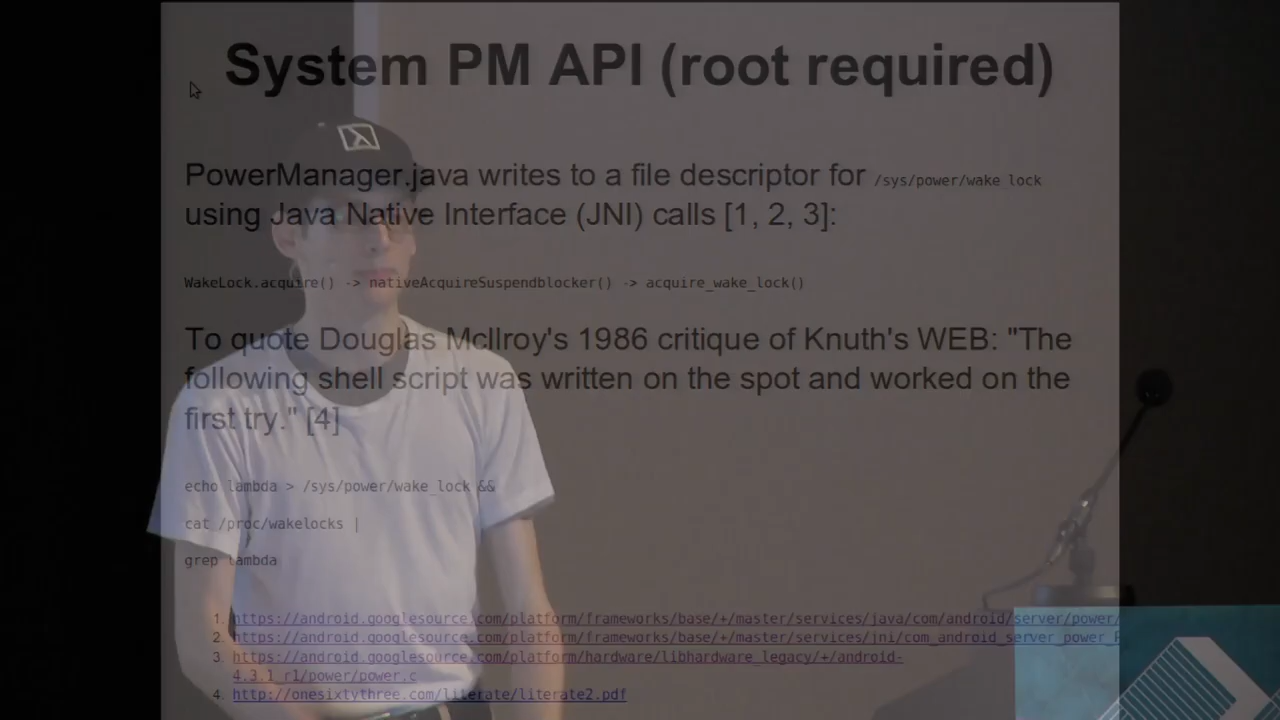 System PM API (root required)
PowerManager.java writes to a file descriptor for /sys/power/wake_lock
using Java Native Interface (JNI) calls [1, 2, 3]:
WakeLock.acquire() -> nativeAcquireSuspendblocker() -> acquire_wake_lock()
To quote Douglas McIlroy's 1986 critique of Knuth's WEB: "The
following shell script was written on the spot and worked on the
first try." [4]
echo lambda > /sys/power/wake_lock &&
cat /proc/wakelocks |
grep lambda
1. https://android.googlesource.com/platform/frameworks/base/+/master/services/java/com/android/server/power/
2. https://android.googlesource.com/platform/frameworks/base/+/master/services/jni/com_android_server_power_P
3. https://android.googlesource.com/platform/hardware/libhardware_legacy/+/android-
4.3.1_r1/power/power.c
4. http://onesixtythree.com/literate/literate2.pdf